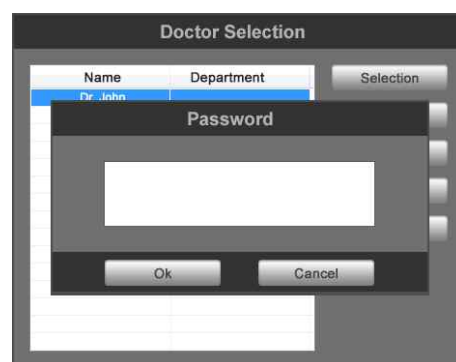 Doctor Selection
Name Department Selection
Dr. John
Password
Ok Cancel